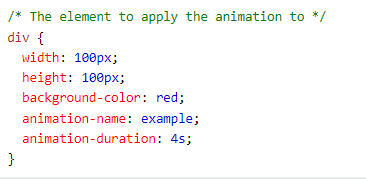 /* The element to apply the animation to */
div {
  width: 100px;
  height: 100px;
  background-color: red;
  animation-name: example;
  animation-duration: 4s;
}